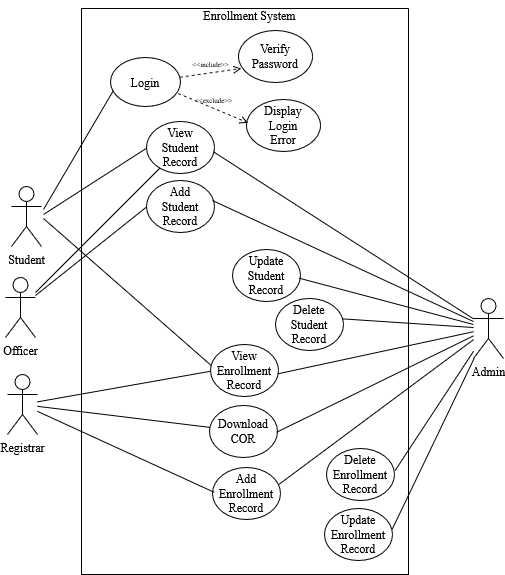 Enrollment System
Verify
Password
<<include>>
Login
<<exclude>>
Display
Login
Error
View
Student
Record
Add
Student
Record
Student
Update
Student
Record
Officer
Delete
Student
Record
Admin
View
Enrollment
Record
Registrar
Download
COR
Add
Enrollment
Record
Delete
Enrollment
Record
Update
Enrollment
Record